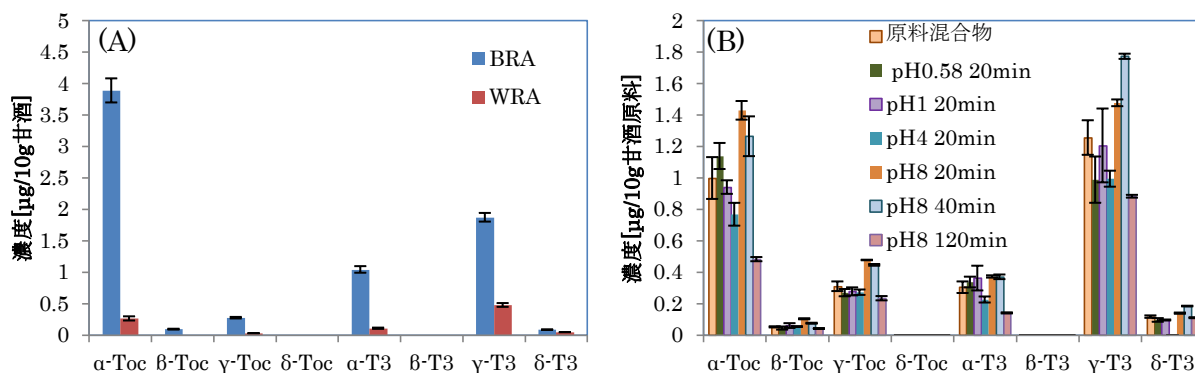 (A)
濃度[µg/10g甘酒]
5
4.5
4
3.5
3
2.5
2
1.5
1
0.5
0
BRA
WRA
α-Toc β-Toc γ-Toc δ-Toc α-T3 β-T3 γ-T3 δ-T3
(B)
濃度[µg/10g甘酒原料]
2
1.8
1.6
1.4
1.2
1
0.8
0.6
0.4
0.2
0
原料混合物
pH0.58 20min
pH1 20min
pH4 20min
pH8 20min
pH8 40min
pH8 120min
α-Toc β-Toc γ-Toc δ-Toc α-T3 β-T3 γ-T3 δ-T3